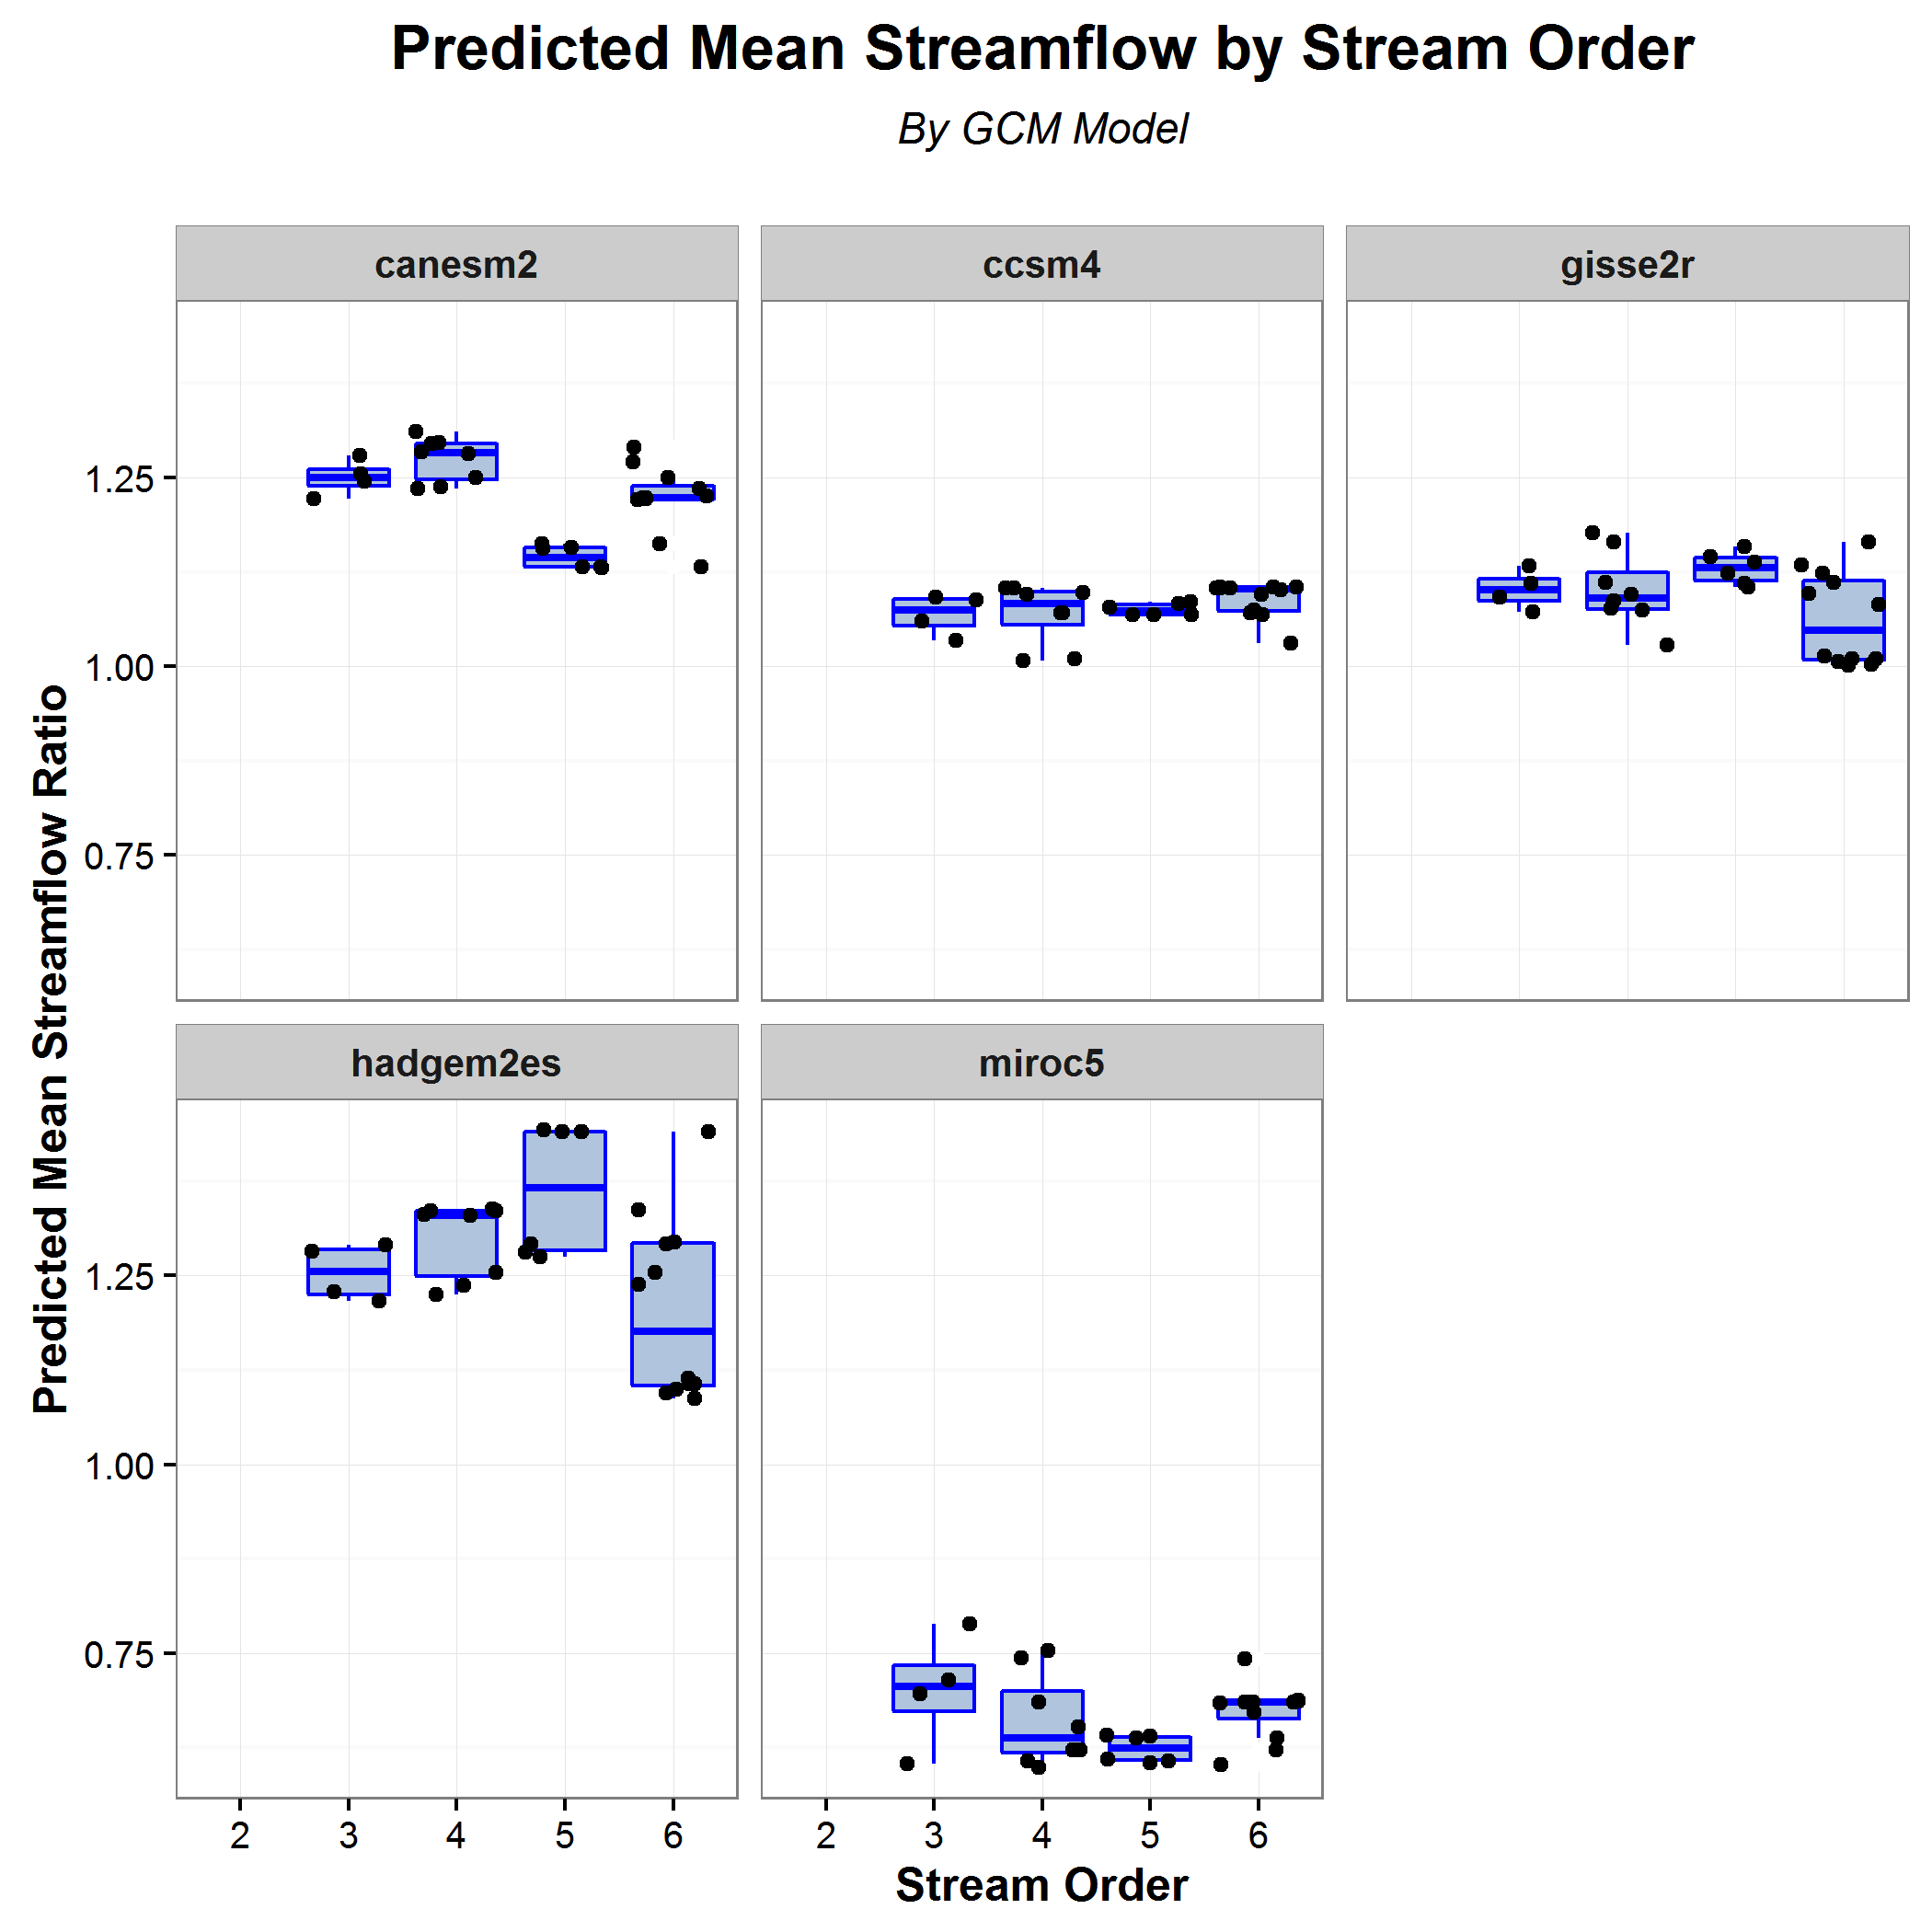 Predicted Mean Streamflow by Stream Order
By GCM Model
canesm2
ccsm4
gisse2r
1.25
1.00
0.75
Predicted Mean Streamflow Ratio
hadgem2es
miroc5
1.25
1.00
0.75
2 3 4 5 6
2 3 4 5 6
Stream Order